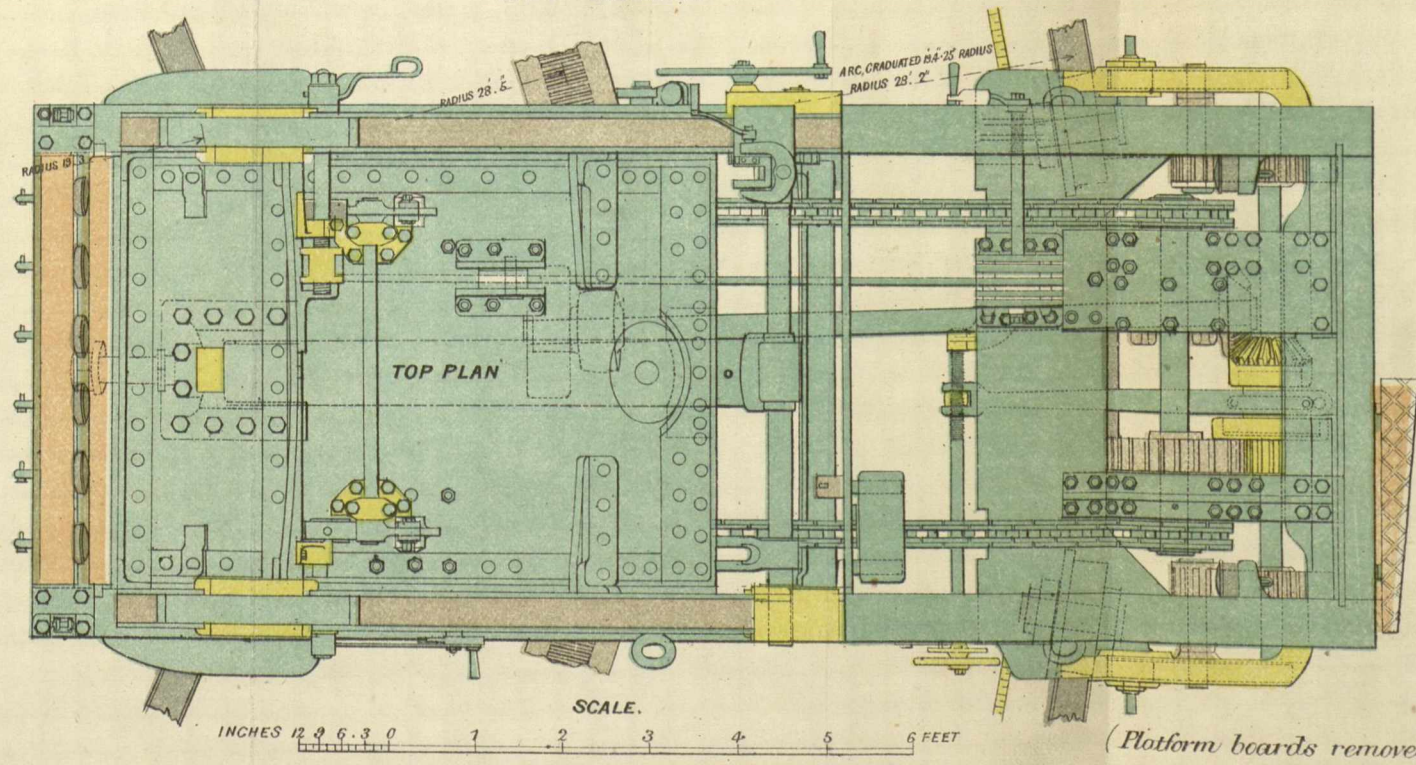 ARC, GRADUATED 19.4·25" RADIUS
RADIUS 28'. 2"
RADIUS 28'. 5"
RADIUS 19'. 3
TOP PLAN
SCALE.
INCHES 12 9 6 3 0 1 2 3 4 5 6 FEET
(Platform boards remove